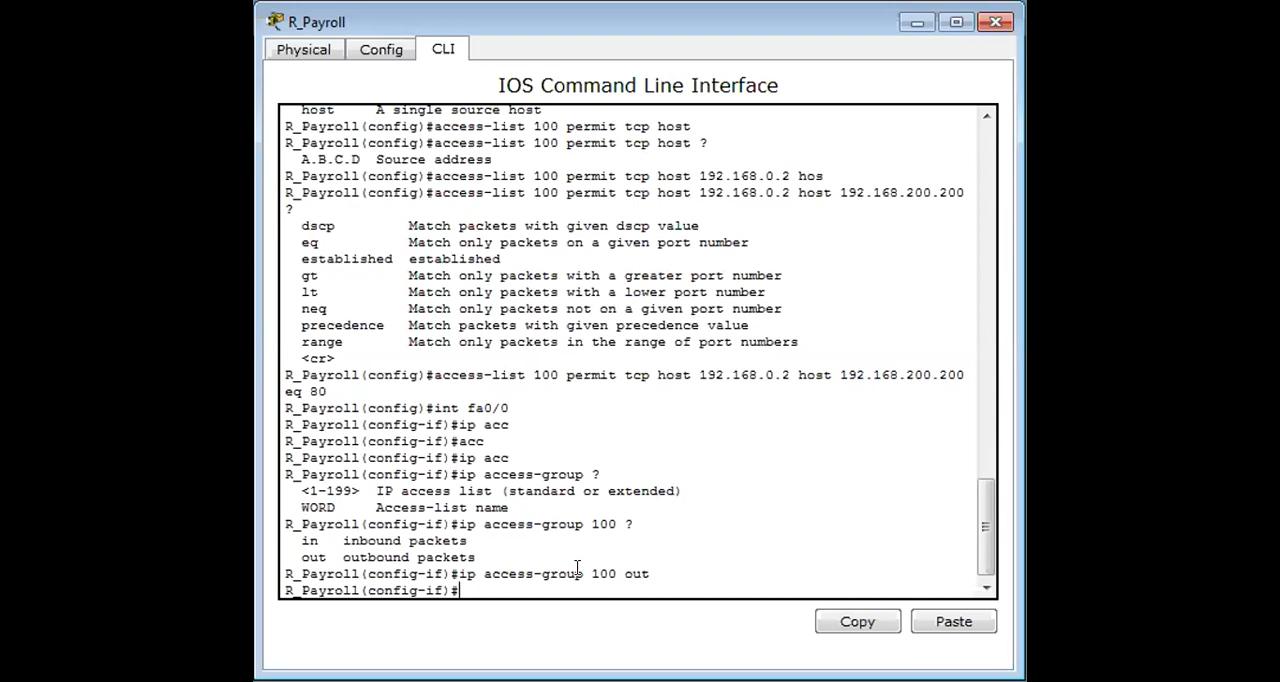 R_Payroll
Physical Config CLI
IOS Command Line Interface
host A single source host
R_Payroll(config)#access-list 100 permit tcp host
R_Payroll(config)#access-list 100 permit tcp host ?
A.B.C.D Source address
R_Payroll(config)#access-list 100 permit tcp host 192.168.0.2 hos
R_Payroll(config)#access-list 100 permit tcp host 192.168.0.2 host 192.168.200.200
?
dscp Match packets with given dscp value
eq Match only packets on a given port number
established established
gt Match only packets with a greater port number
lt Match only packets with a lower port number
neq Match only packets not on a given port number
precedence Match packets with given precedence value
range Match only packets in the range of port numbers
<cr>
R_Payroll(config)#access-list 100 permit tcp host 192.168.0.2 host 192.168.200.200
eq 80
R_Payroll(config)#int fa0/0
R_Payroll(config-if)#ip acc
R_Payroll(config-if)#acc
R_Payroll(config-if)#ip acc
R_Payroll(config-if)#ip access-group ?
<1-199> IP access list (standard or extended)
WORD Access-list name
R_Payroll(config-if)#ip access-group 100 ?
in inbound packets
out outbound packets
R_Payroll(config-if)#ip access-group 100 out
R_Payroll(config-if)#
Copy Paste